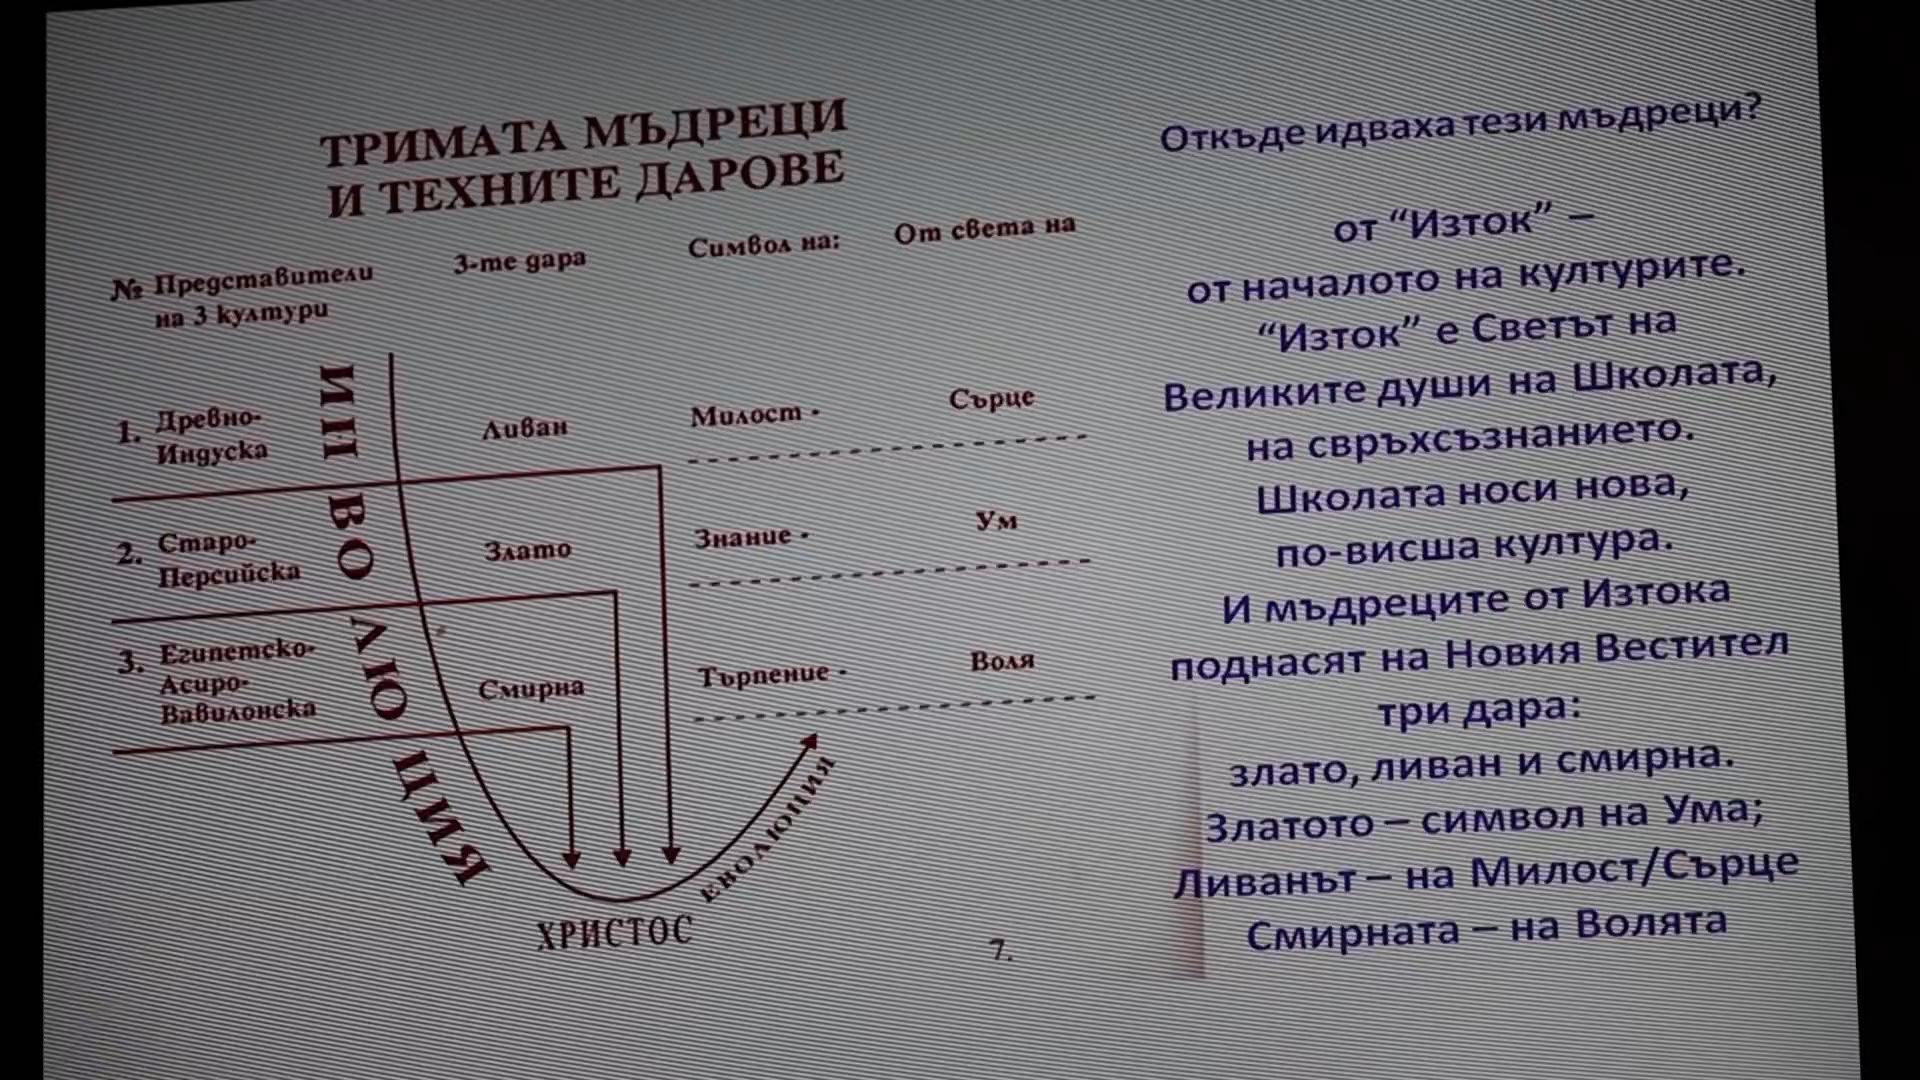 ТРИМАТА МЪДРЕЦИ
И ТЕХНИТЕ ДАРОВЕ
№ Представители
на 3 култури
3-те дара
Символ на:
От света на
1. Древно-
Индуска
Ливан
Милост -
Сърце
2. Старо-
Персийска
Злато
Знание -
Ум
3. Египетско-
Асиро-
Вавилонска
Смирна
Търпение -
Воля
ИНВОЛЮЦИЯ
ЕВОЛЮЦИЯ
ХРИСТОС
7.
Откъде идваха тези мъдреци?
от “Изток” –
от началото на културите.
“Изток” е Светът на
Великите души на Школата,
на свръхсъзнанието.
Школата носи нова,
по-висша култура.
И мъдреците от Изтока
поднасят на Новия Вестител
три дара:
злато, ливан и смирна.
Златото – символ на Ума;
Ливанът – на Милост/Сърце
Смирната – на Волята